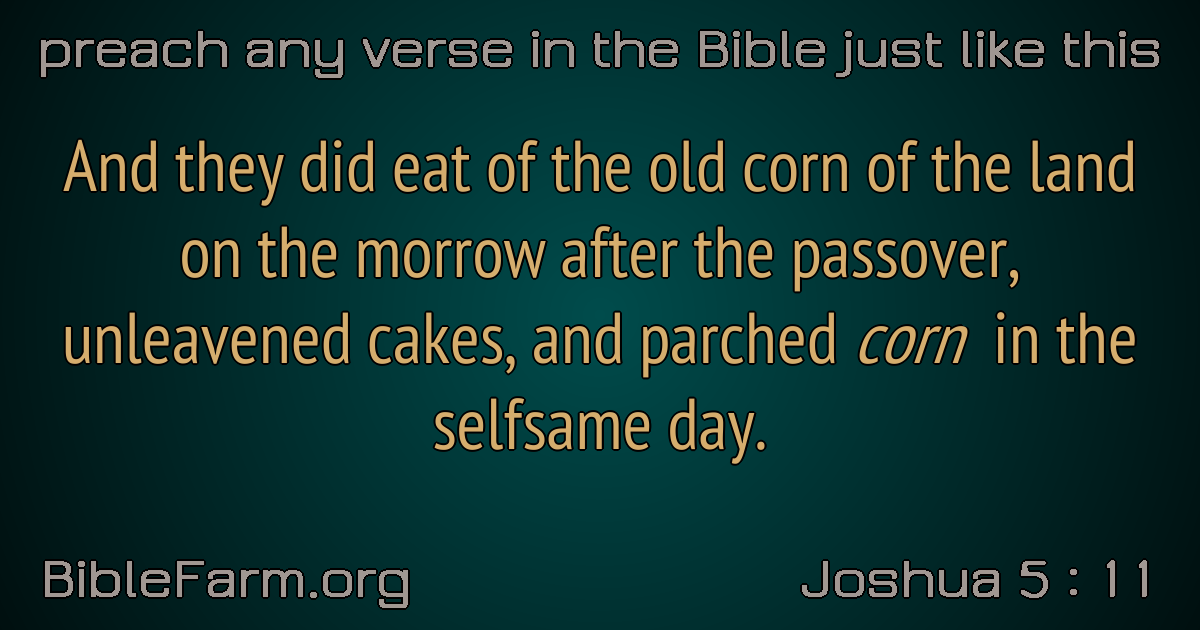 preach any verse in the Bible just like this
And they did eat of the old corn of the land
on the morrow after the passover,
unleavened cakes, and parched corn in the
selfsame day.
BibleFarm.org
Joshua 5 : 11